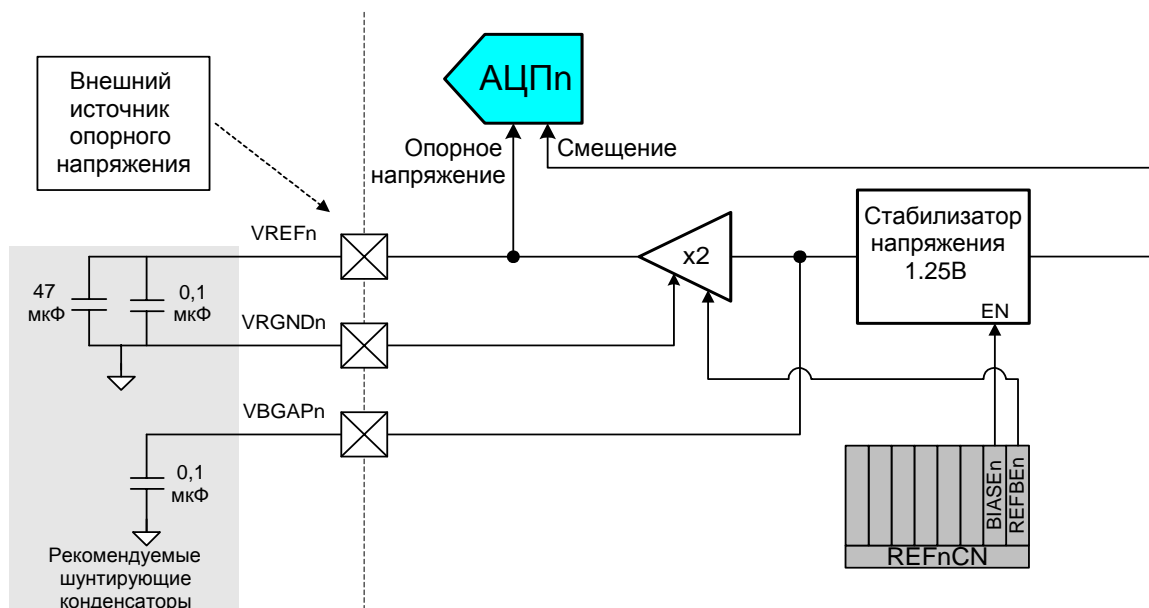 Внешний
источник
опорного
напряжения
АЦПn
Опорное
напряжение
Смещение
VREFn
x2
Стабилизатор
напряжения
1.25В
EN
47
мкФ
0,1
мкФ
VRGNDn
VBGAPn
0,1
мкФ
BIASEn
REFBEn
REFnCN
Рекомендуемые
шунтирующие
конденсаторы